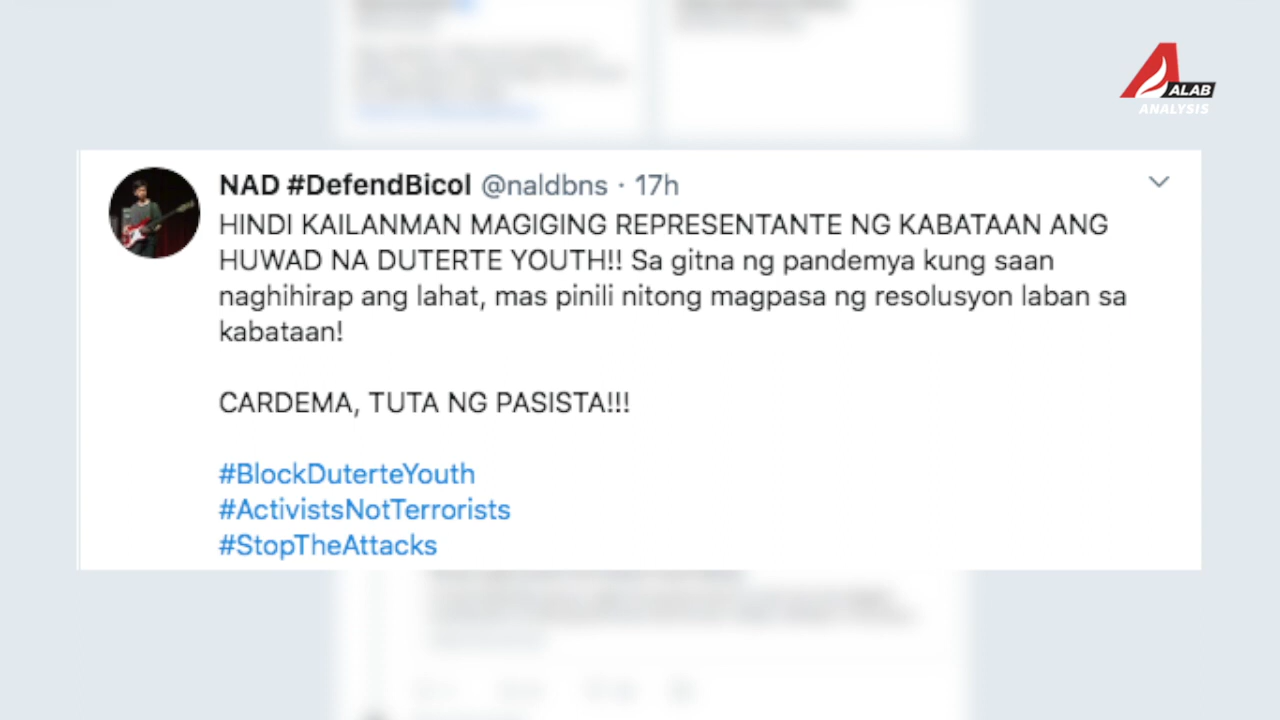 ALAB
ANALYSIS
NAD #DefendBicol @naldbns · 17h
HINDI KAILANMAN MAGIGING REPRESENTANTE NG KABATAAN ANG
HUWAD NA DUTERTE YOUTH!! Sa gitna ng pandemya kung saan
naghihirap ang lahat, mas pinili nitong magpasa ng resolusyon laban sa
kabataan!
CARDEMA, TUTA NG PASISTA!!!
#BlockDuterteYouth
#ActivistsNotTerrorists
#StopTheAttacks